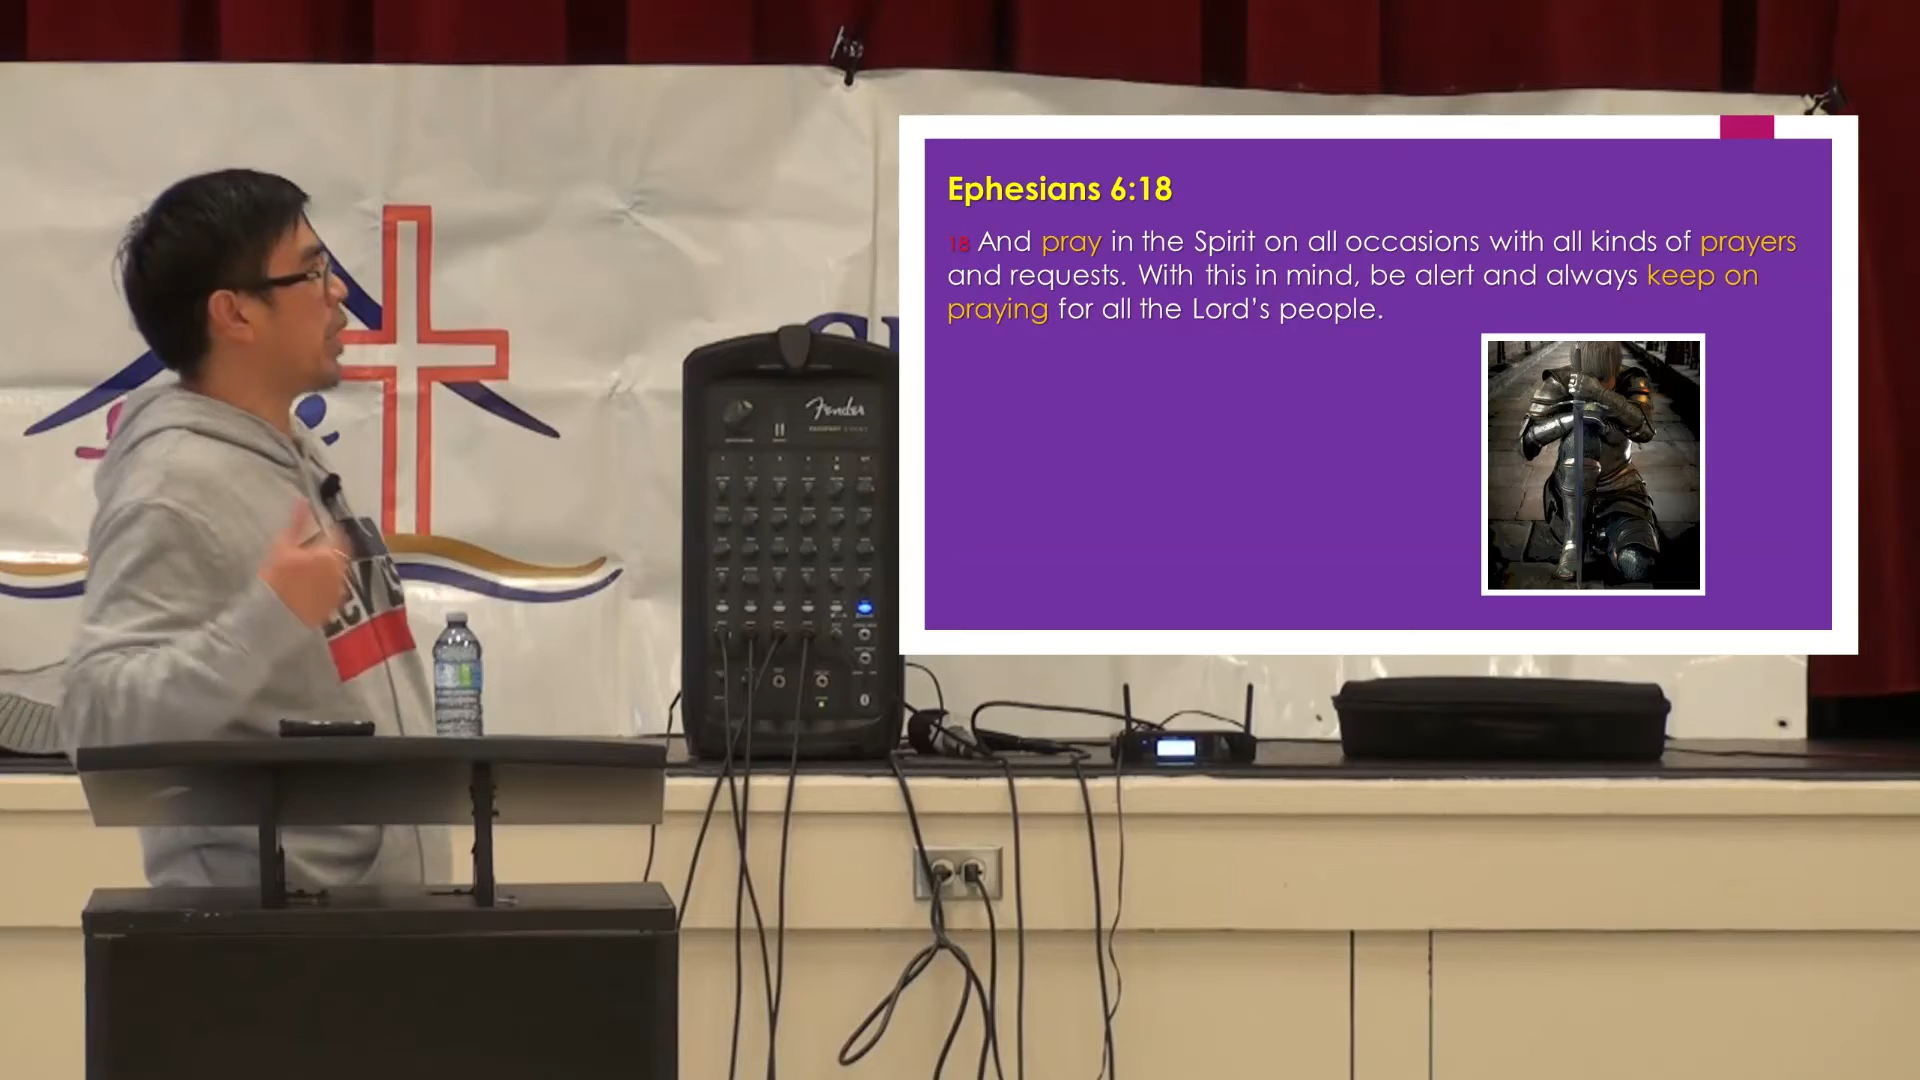 Ephesians 6:18
18 And pray in the Spirit on all occasions with all kinds of prayers
and requests. With this in mind, be alert and always keep on
praying for all the Lord’s people.
Fender